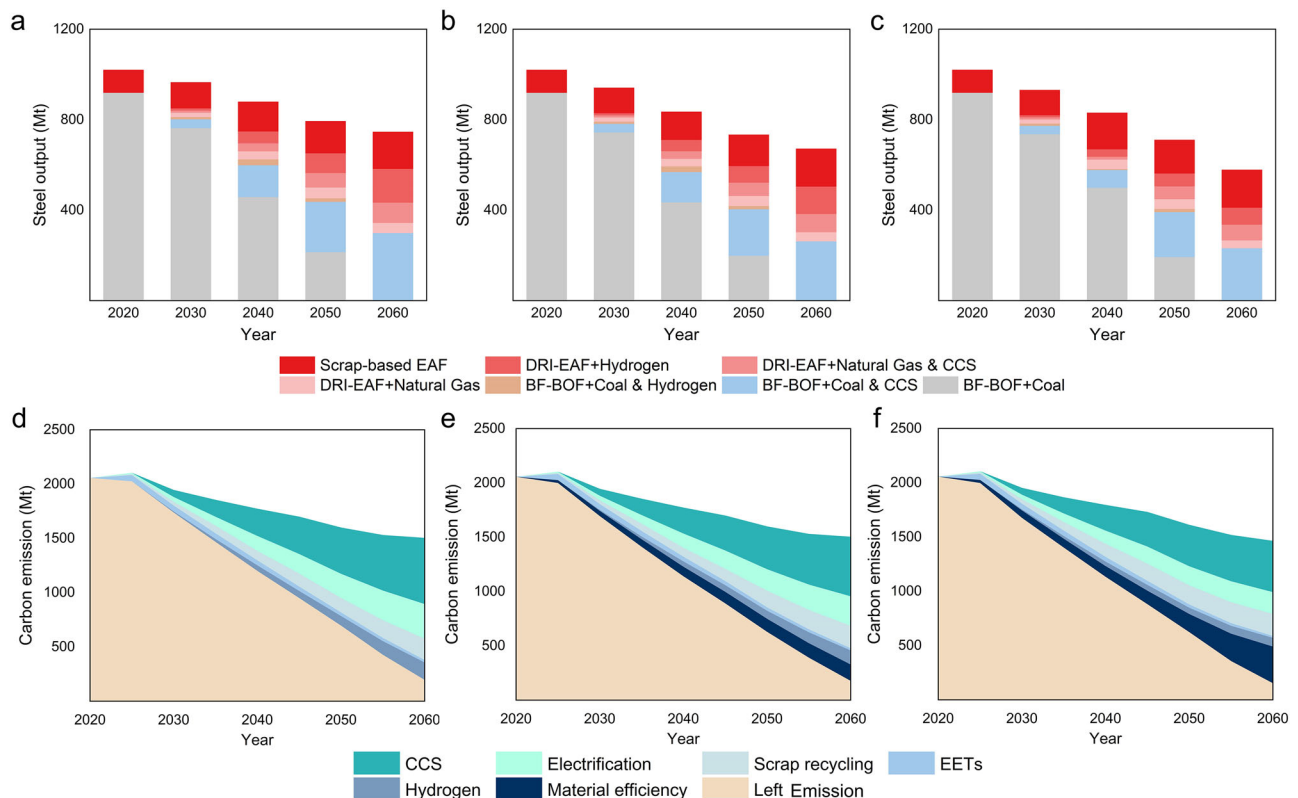 a
b
c
1200
800
400
Steel output (Mt)
2020 2030 2040 2050 2060
Year
1200
800
400
Steel output (Mt)
2020 2030 2040 2050 2060
Year
1200
800
400
Steel output (Mt)
2020 2030 2040 2050 2060
Year
Scrap-based EAF DRI-EAF+Hydrogen DRI-EAF+Natural Gas & CCS
DRI-EAF+Natural Gas BF-BOF+Coal & Hydrogen BF-BOF+Coal & CCS BF-BOF+Coal
d
e
f
2500
2000
1500
1000
500
Carbon emission (Mt)
2020 2030 2040 2050 2060
Year
2500
2000
1500
1000
500
Carbon emission (Mt)
2020 2030 2040 2050 2060
Year
2500
2000
1500
1000
500
Carbon emission (Mt)
2020 2030 2040 2050 2060
Year
CCS Electrification Scrap recycling EETs
Hydrogen Material efficiency Left Emission